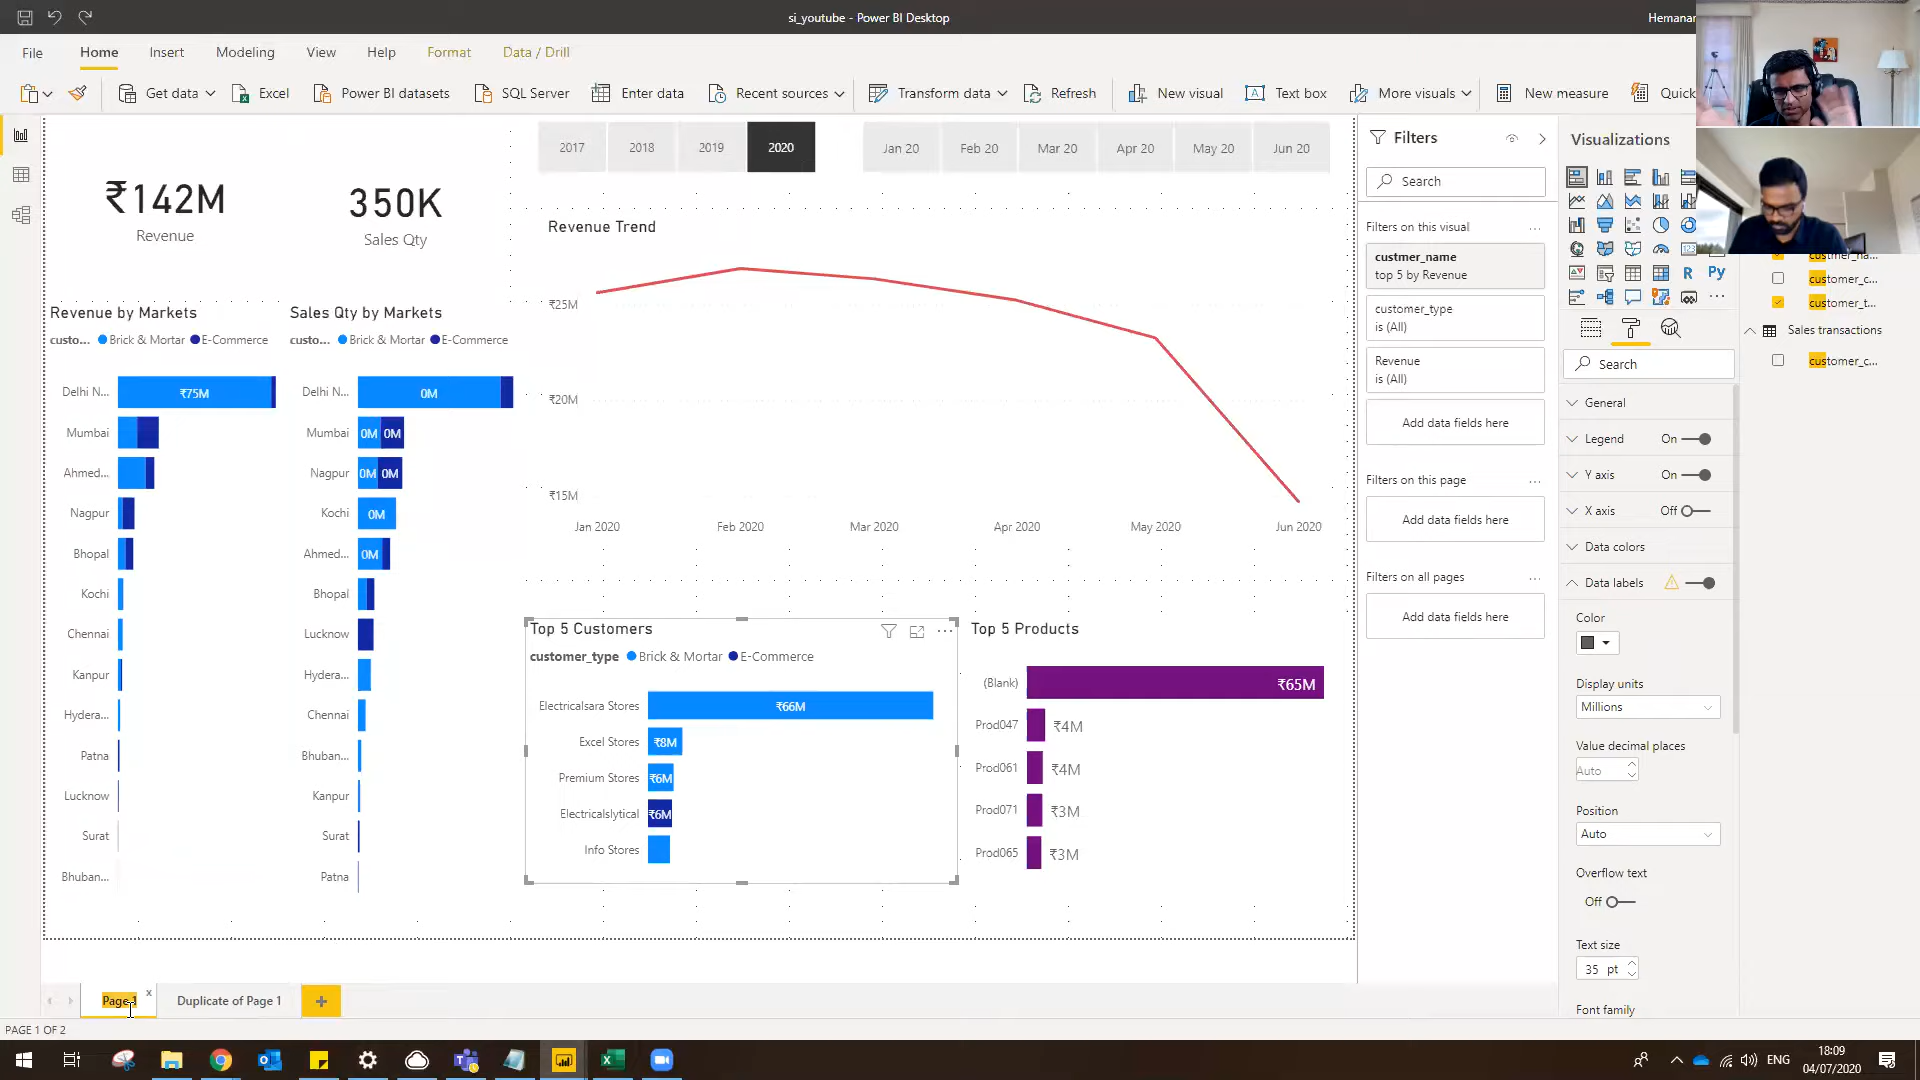 si_youtube - Power BI Desktop
Hemanan
File Home Insert Modeling View Help Format Data / Drill
Get data Excel Power BI datasets SQL Server Enter data Recent sources Transform data Refresh New visual Text box More visuals New measure Quick
2017 2018 2019 2020
Jan 20 Feb 20 Mar 20 Apr 20 May 20 Jun 20
₹142M
Revenue
350K
Sales Qty
Revenue by Markets
custo... Brick & Mortar E-Commerce
Delhi N... ₹75M
Mumbai
Ahmed...
Nagpur
Bhopal
Kochi
Chennai
Kanpur
Hydera...
Patna
Lucknow
Surat
Bhuban...
Sales Qty by Markets
custo... Brick & Mortar E-Commerce
Delhi N... 0M
Mumbai 0M 0M
Nagpur 0M 0M
Kochi 0M
Ahmed... 0M
Bhopal
Lucknow
Hydera...
Chennai
Bhuban...
Kanpur
Surat
Patna
Revenue Trend
₹25M
₹20M
₹15M
Jan 2020 Feb 2020 Mar 2020 Apr 2020 May 2020 Jun 2020
Top 5 Customers
customer_type Brick & Mortar E-Commerce
Electricalsara Stores ₹66M
Excel Stores ₹8M
Premium Stores ₹6M
Electricalslytical ₹6M
Info Stores
Top 5 Products
(Blank) ₹65M
Prod047 ₹4M
Prod061 ₹4M
Prod071 ₹3M
Prod065 ₹3M
Filters
Search
Filters on this visual ...
custmer_name
top 5 by Revenue
customer_type
is (All)
Revenue
is (All)
Add data fields here
Filters on this page ...
Add data fields here
Filters on all pages ...
Add data fields here
Visualizations
123
R Py
...
Search
General
Legend On
Y axis On
X axis Off
Data colors
Data labels
Color
Display units
Millions
Value decimal places
Auto
Position
Auto
Overflow text
Off
Text size
35 pt
Font family
custmer_na...
customer_c...
customer_t...
Sales transactions
customer_c...
Page 1 x
Duplicate of Page 1
+
PAGE 1 OF 2
ENG
18:09
04/07/2020